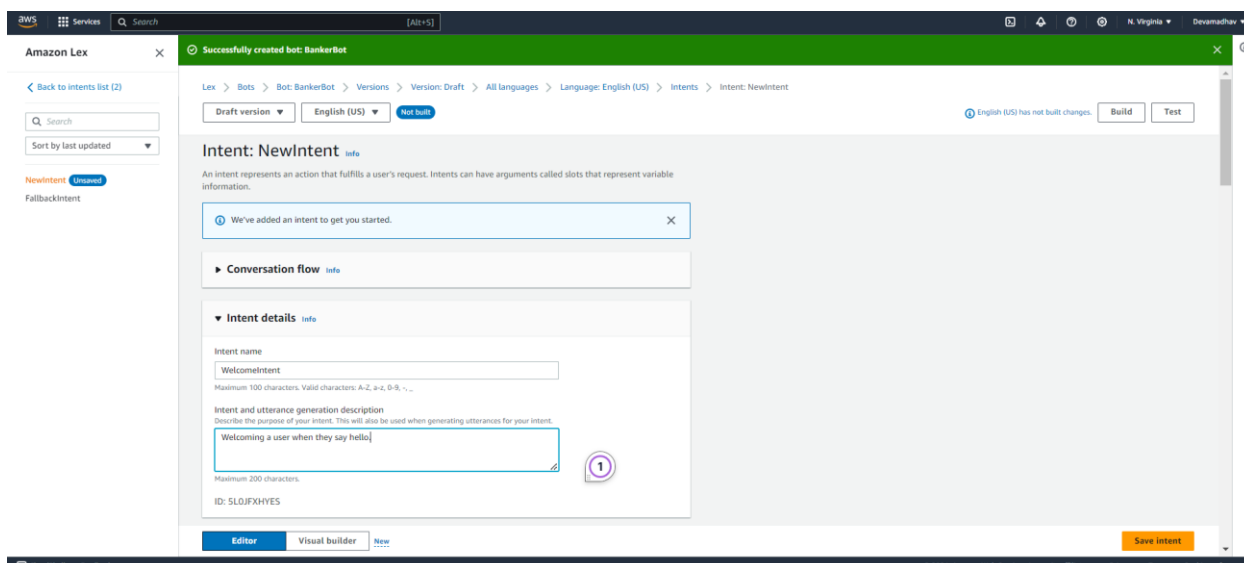 aws Services Search [Alt+S] N. Virginia Devamadhav
Amazon Lex
Successfully created bot: BankerBot
Back to intents list (2)
Lex > Bots > Bot: BankerBot > Versions > Version: Draft > All languages > Language: English (US) > Intents > Intent: NewIntent
Draft version English (US) Not built
English (US) has not built changes. Build Test
Search
Sort by last updated
NewIntent Unsaved
FallbackIntent
Intent: NewIntent Info
An intent represents an action that fulfills a user's request. Intents can have arguments called slots that represent variable
information.
We've added an intent to get you started.
Conversation flow Info
Intent details Info
Intent name
WelcomeIntent
Maximum 100 characters. Valid characters: A-Z, a-z, 0-9, -, _
Intent and utterance generation description
Describe the purpose of your intent. This will also be used when generating utterances for your intent.
Welcoming a user when they say hello.
1
Maximum 200 characters.
ID: SL0JFXHYES
Editor Visual builder New
Save intent